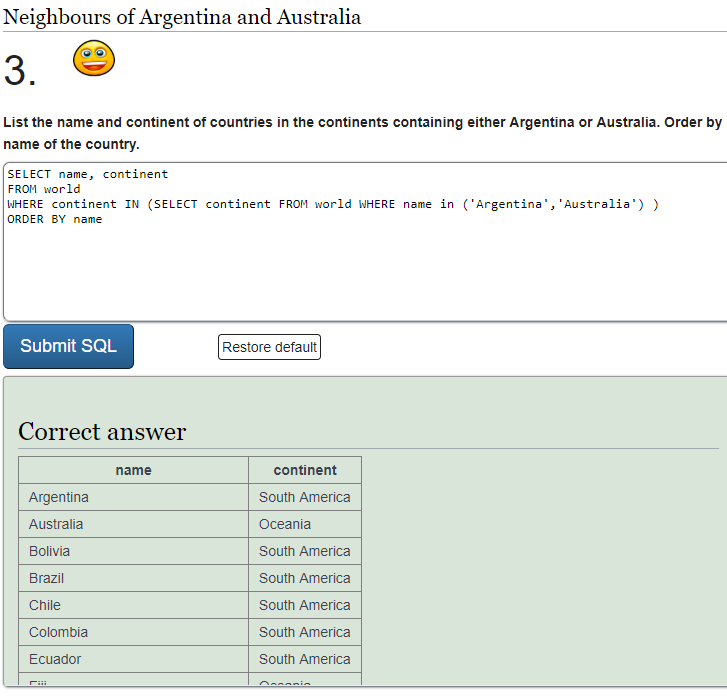 Neighbours of Argentina and Australia
3.
List the name and continent of countries in the continents containing either Argentina or Australia. Order by
name of the country.
SELECT name, continent
FROM world
WHERE continent IN (SELECT continent FROM world WHERE name in ('Argentina','Australia') )
ORDER BY name
Submit SQL Restore default
Correct answer
name continent
Argentina South America
Australia Oceania
Bolivia South America
Brazil South America
Chile South America
Colombia South America
Ecuador South America
Fiji Oceania